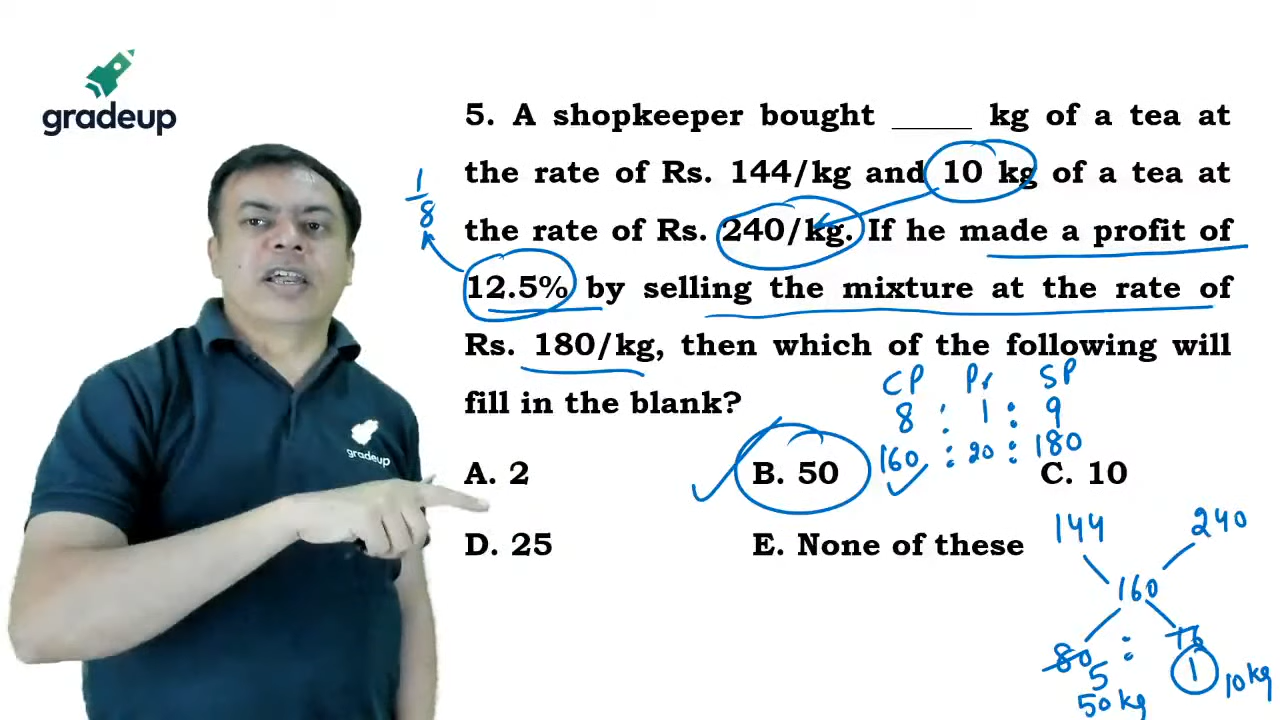 gradeup
5. A shopkeeper bought _____ kg of a tea at
the rate of Rs. 144/kg and 10 kg of a tea at
the rate of Rs. 240/kg. If he made a profit of
12.5% by selling the mixture at the rate of
Rs. 180/kg, then which of the following will
fill in the blank?
A. 2
B. 50
C. 10
D. 25
E. None of these
1/8
CP Pr SP
8 : 1 : 9
160 : 20 : 180
144 240
160
80 : 16
5 : 1
50 kg 10 kg
gradeup